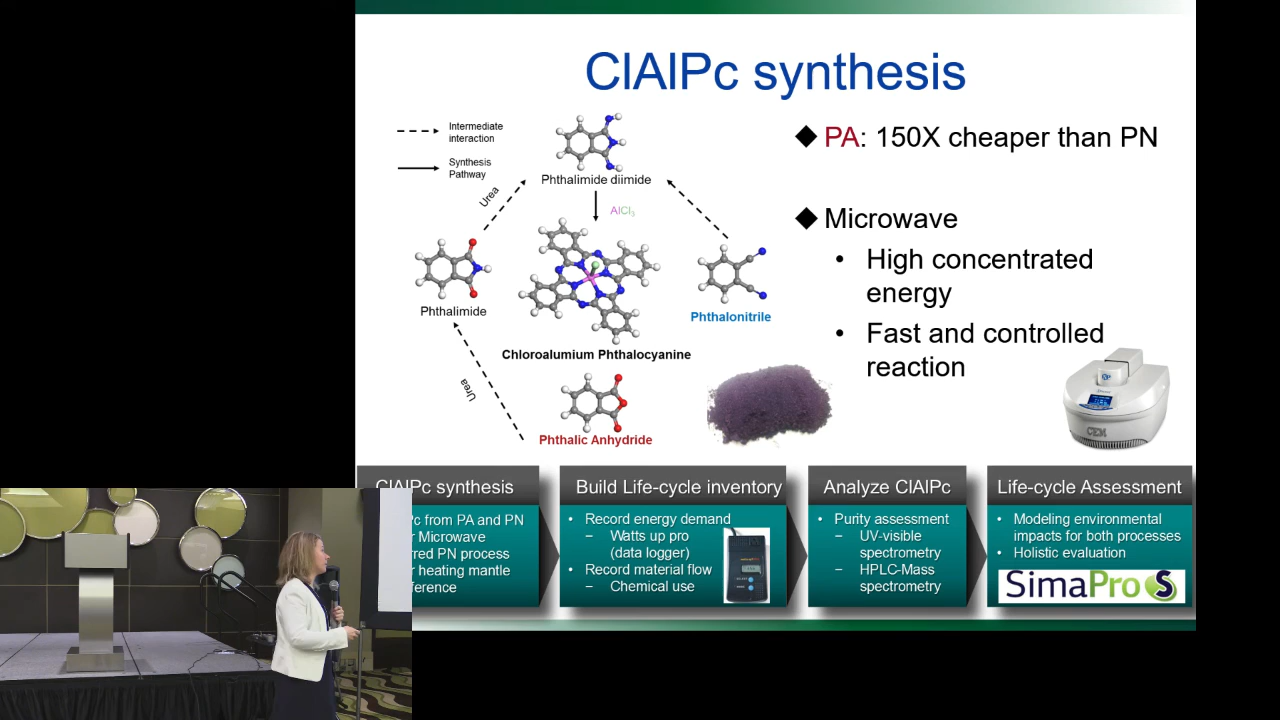 ClAlPc synthesis
Intermediate
interaction
Synthesis
Pathway
Urea
Phthalimide diimide
AlCl3
Phthalimide
Phthalonitrile
Chloroalumium Phthalocyanine
Urea
Phthalic Anhydride
◆ PA: 150X cheaper than PN
◆ Microwave
• High concentrated
energy
• Fast and controlled
reaction
CEM
ClAlPc synthesis
from PA and PN
Microwave
PN process
heating mantle
Build Life-cycle inventory
• Record energy demand
– Watts up pro
(data logger)
• Record material flow
– Chemical use
Analyze ClAlPc
• Purity assessment
– UV-visible
spectrometry
– HPLC-Mass
spectrometry
Life-cycle Assessment
• Modeling environmental
impacts for both processes
• Holistic evaluation
SimaPro